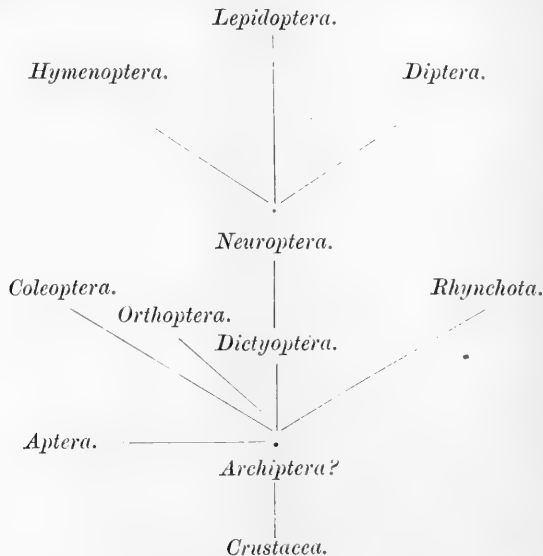 Lepidoptera.
Hymenoptera. Diptera.
Neuroptera.
Coleoptera. Rhynchota.
Orthoptera.
Dictyoptera.
Aptera.
Archiptera?
Crustacea.